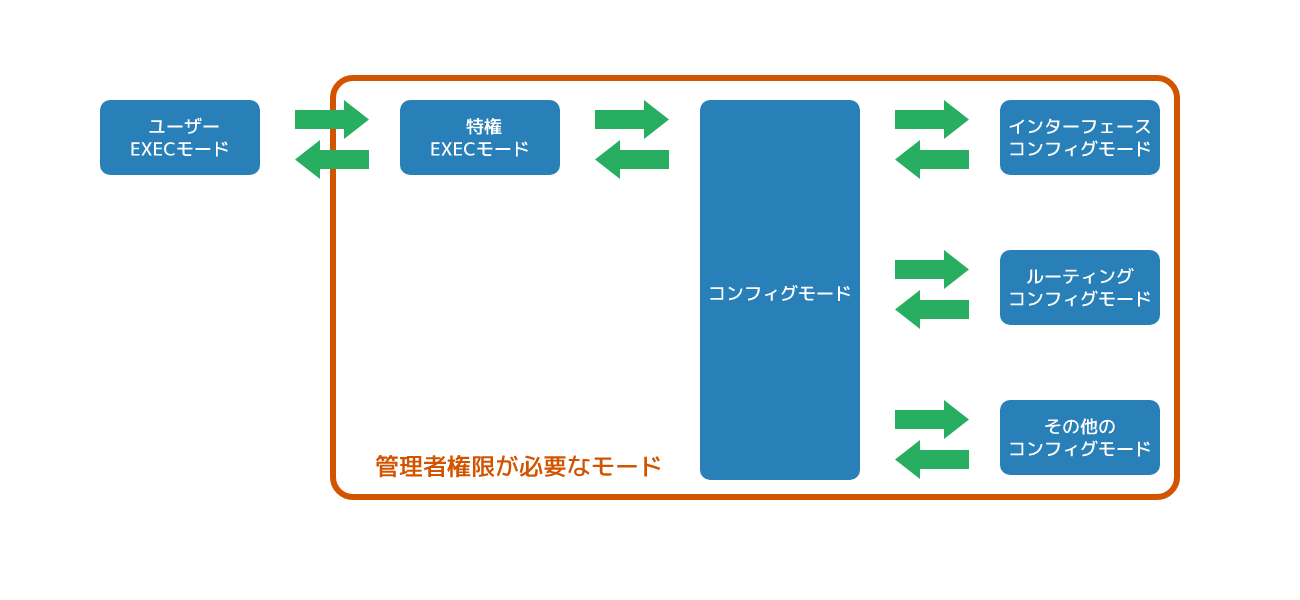 ユーザー
EXECモード
特権
EXECモード
コンフィグモード
インターフェース
コンフィグモード
ルーティング
コンフィグモード
その他の
コンフィグモード
管理者権限が必要なモード